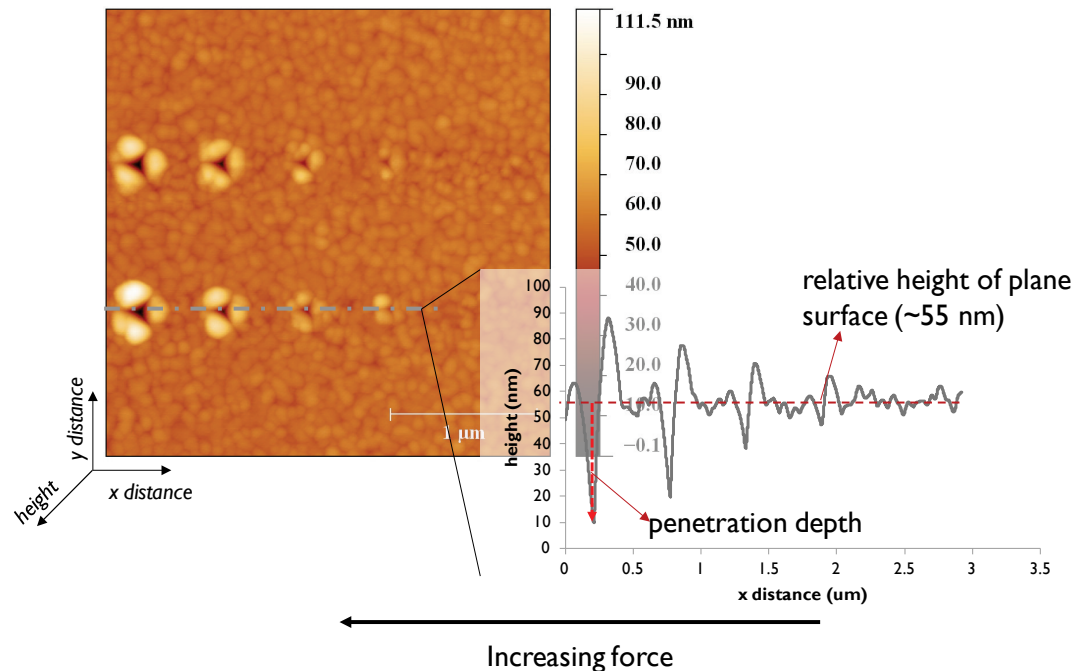 111.5 nm
90.0
80.0
70.0
60.0
50.0
30.0
20.0
10.0
−0.1
1 µm
y distance
x distance
height
relative height of plane
surface (~55 nm)
penetration depth
height (nm)
100
90
80
70
60
50
40
30
20
10
0
0
0.5
1
1.5
2
2.5
3
3.5
x distance (um)
Increasing force